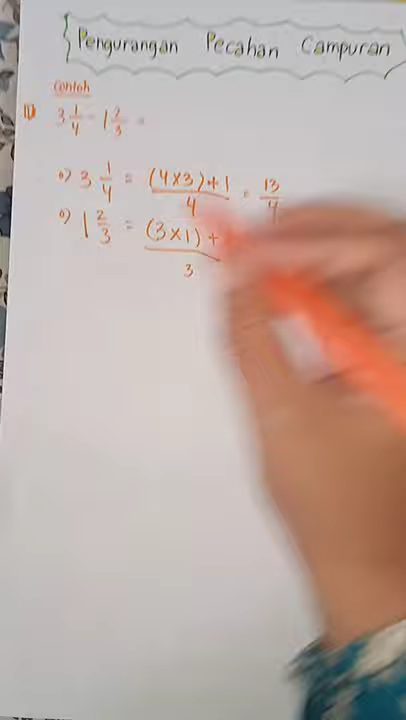 Pengurangan Pecahan Campuran
Contoh
1) 3 1/4 - 1 2/3 =
o) 3 1/4 = (4x3)+1/4 = 13/4
o) 1 2/3 = (3x1)+ /3